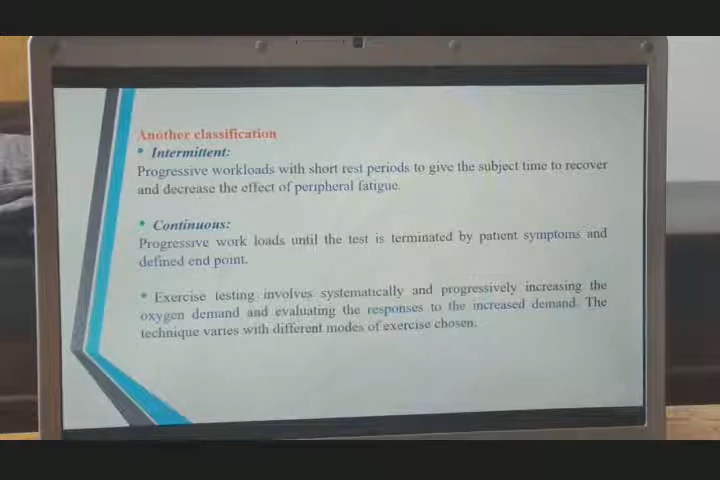 Another classification
• Intermittent:
Progressive workloads with short rest periods to give the subject time to recover
and decrease the effect of peripheral fatigue.
• Continuous:
Progressive work loads until the test is terminated by patient symptoms and
defined end point.
• Exercise testing involves systematically and progressively increasing the
oxygen demand and evaluating the responses to the increased demand. The
technique varies with different modes of exercise chosen.